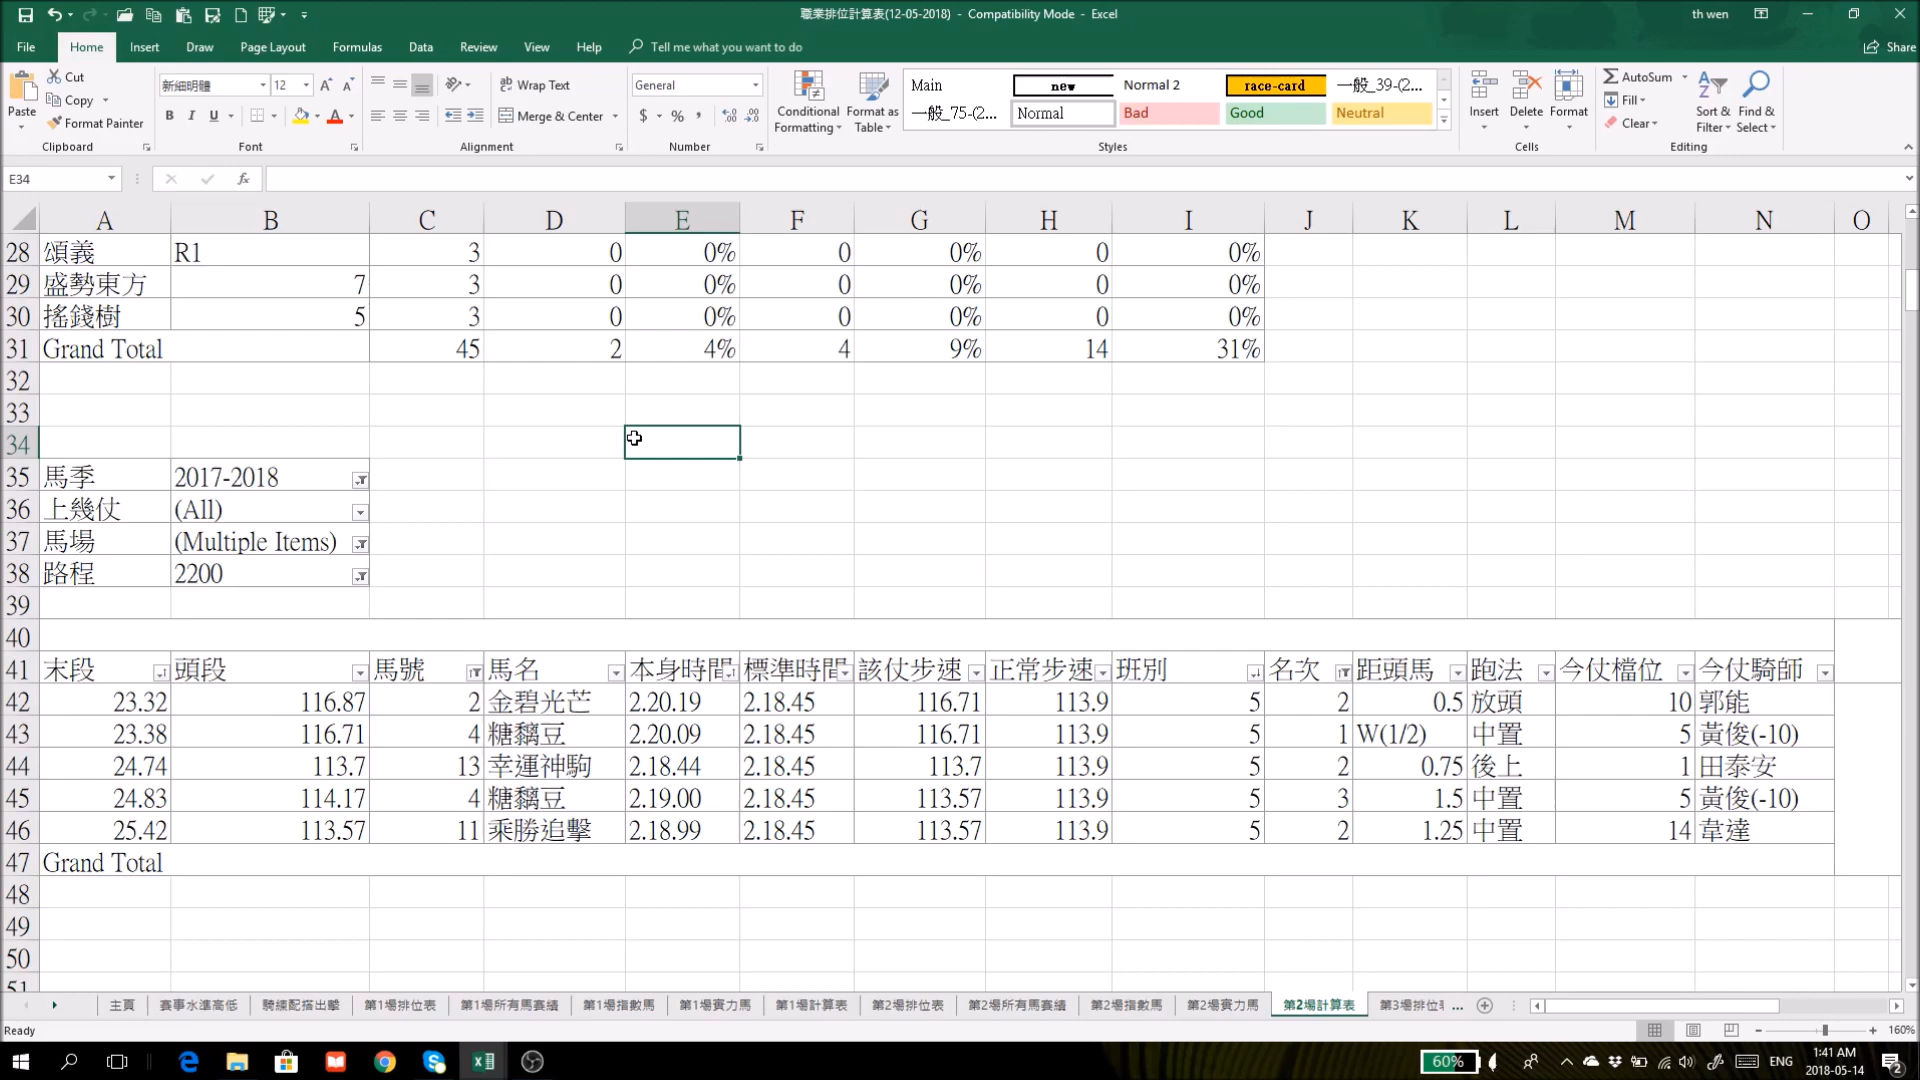 職業排位計算表(12-05-2018) - Compatibility Mode - Excel
th wen
File Home Insert Draw Page Layout Formulas Data Review View Help Tell me what you want to do Share
Paste Cut Copy Format Painter
新細明體 12
B I U
Wrap Text
Merge & Center
General
$ % ,
Conditional Formatting
Format as Table
Main new Normal 2 race-card 一般_39-(2...
一般_75-(2... Normal Bad Good Neutral
Insert Delete Format
AutoSum
Fill
Clear
Sort & Filter
Find & Select
Clipboard Font Alignment Number Styles Cells Editing
E34 fx
A B C D E F G H I J K L M N O
28 頌義 R1 3 0 0% 0 0% 0 0%
29 盛勢東方 7 3 0 0% 0 0% 0 0%
30 搖錢樹 5 3 0 0% 0 0% 0 0%
31 Grand Total 45 2 4% 4 9% 14 31%
32
33
34
35 馬季 2017-2018
36 上幾仗 (All)
37 馬場 (Multiple Items)
38 路程 2200
39
40
41 末段 頭段 馬號 馬名 本身時間 標準時間 該仗步速 正常步速 班別 名次 距頭馬 跑法 今仗檔位 今仗騎師
42 23.32 116.87 2 金碧光芒 2.20.19 2.18.45 116.71 113.9 5 2 0.5 放頭 10 郭能
43 23.38 116.71 4 糖黐豆 2.20.09 2.18.45 116.71 113.9 5 1 W(1/2) 中置 5 黃俊(-10)
44 24.74 113.7 13 幸運神駒 2.18.44 2.18.45 113.7 113.9 5 2 0.75 後上 1 田泰安
45 24.83 114.17 4 糖黐豆 2.19.00 2.18.45 113.57 113.9 5 3 1.5 中置 5 黃俊(-10)
46 25.42 113.57 11 乘勝追擊 2.18.99 2.18.45 113.57 113.9 5 2 1.25 中置 14 韋達
47 Grand Total
48
49
50
51
主頁 賽事水準高低 騎練配搭出擊 第1場排位表 第1場所有馬賽績 第1場指數馬 第1場實力馬 第1場計算表 第2場排位表 第2場所有馬賽績 第2場指數馬 第2場實力馬 第2場計算表 第3場排位 ...
Ready 160%
60% ENG 1:41 AM
2018-05-14 2